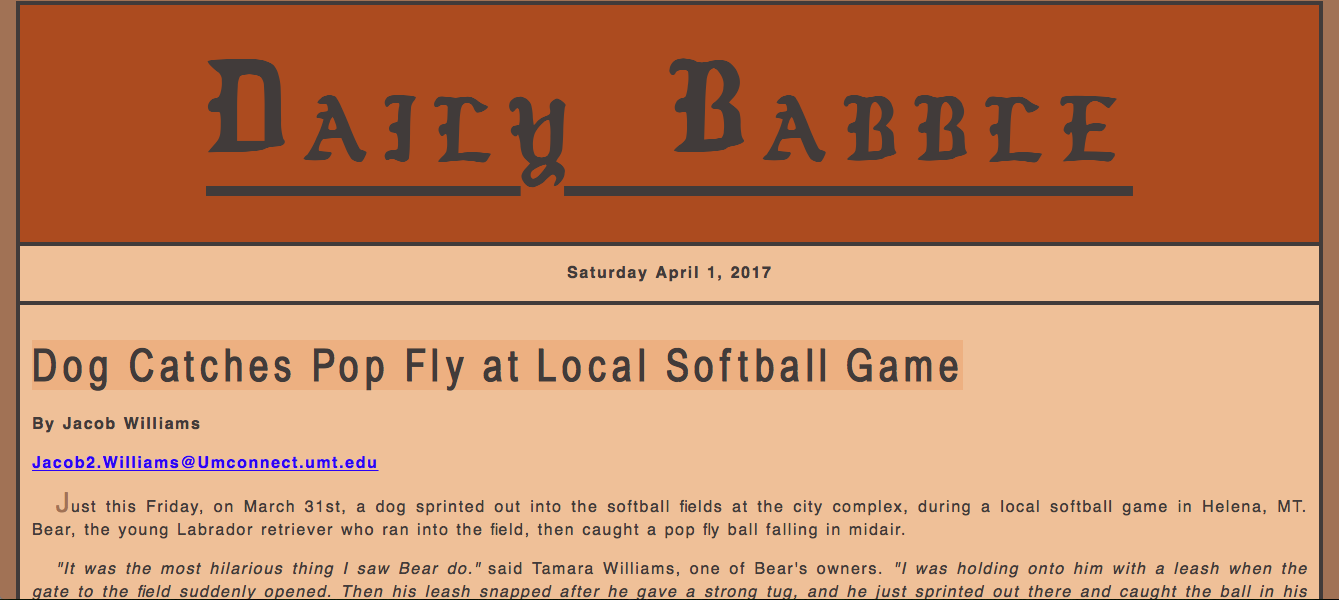 Daily Babble
Saturday April 1, 2017
Dog Catches Pop Fly at Local Softball Game
By Jacob Williams
Jacob2.Williams@Umconnect.umt.edu
Just this Friday, on March 31st, a dog sprinted out into the softball fields at the city complex, during a local softball game in Helena, MT.
Bear, the young Labrador retriever who ran into the field, then caught a pop fly ball falling in midair.
"It was the most hilarious thing I saw Bear do." said Tamara Williams, one of Bear's owners. "I was holding onto him with a leash when the
gate to the field suddenly opened. Then his leash snapped after he gave a strong tug, and he just sprinted out there and caught the ball in his